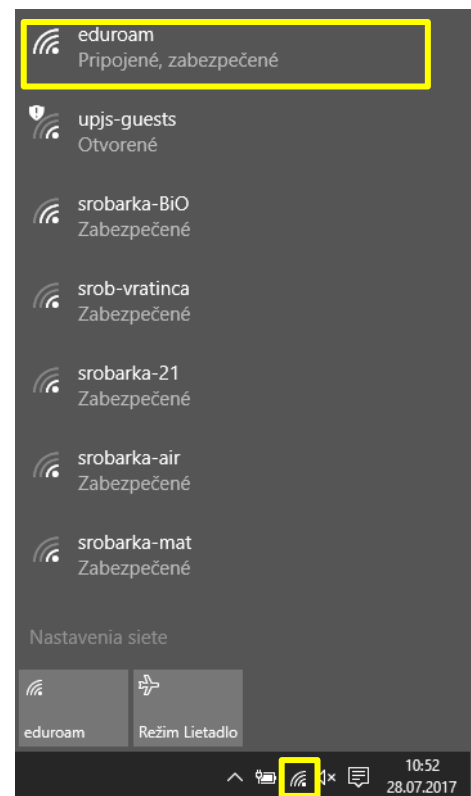 eduroam
Pripojené, zabezpečené
upjs-guests
Otvorené
srobarka-BiO
Zabezpečené
srob-vratinca
Zabezpečené
srobarka-21
Zabezpečené
srobarka-air
Zabezpečené
srobarka-mat
Zabezpečené
Nastavenia siete
eduroam
Režim Lietadlo
10:52
28.07.2017